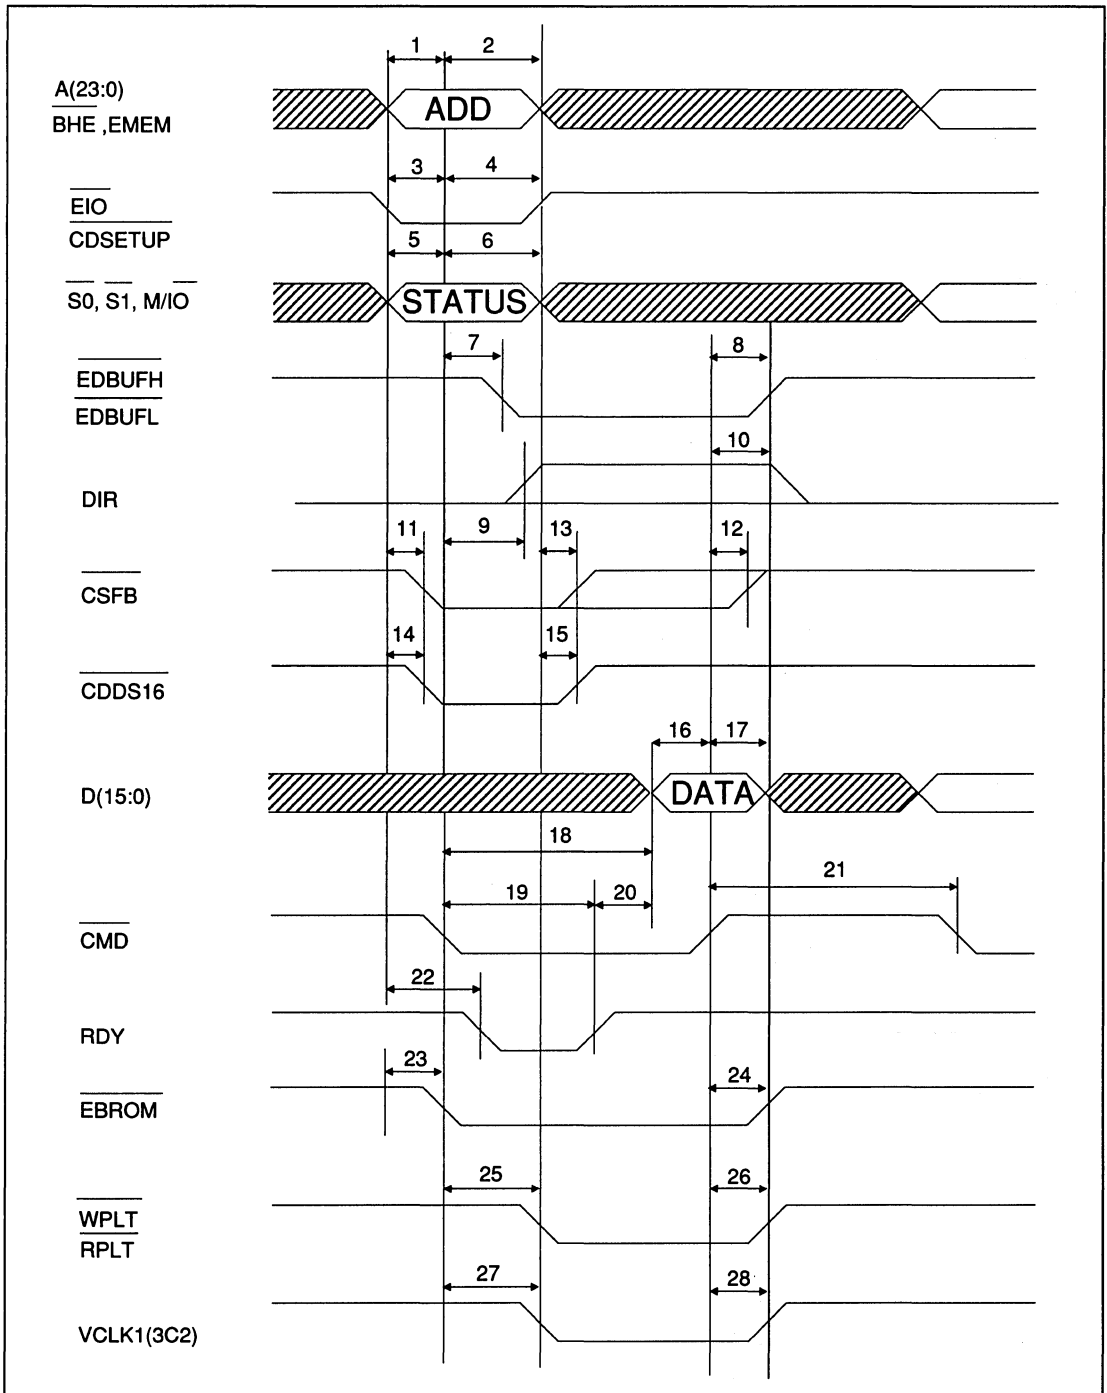 1 2
A(23:0)
BHE ,EMEM
ADD
3 4
EIO
CDSETUP
5 6
S0, S1, M/IO
STATUS
7 8
EDBUFH
EDBUFL
10
DIR
11 9 13 12
CSFB
14 15
CDDS16
16 17
D(15:0)
DATA
18
21
19 20
CMD
22
RDY
23 24
EBROM
25 26
WPLT
RPLT
27 28
VCLK1(3C2)